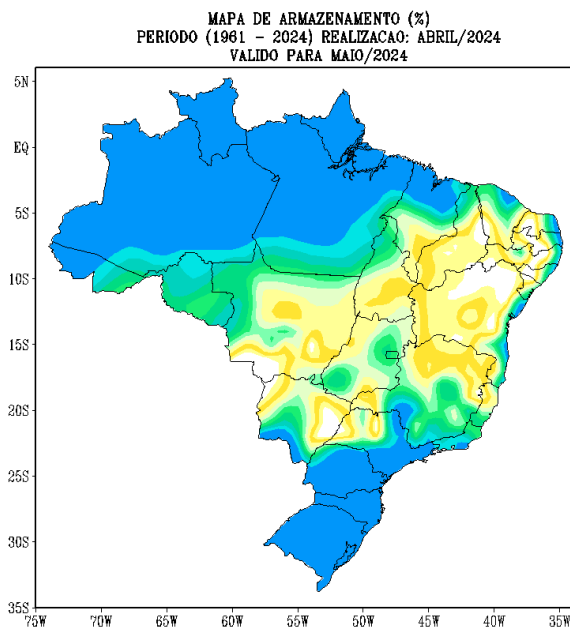 MAPA DE ARMAZENAMENTO (%)
PERIODO (1961 - 2024) REALIZACAO: ABRIL/2024
VALIDO PARA MAIO/2024
5N
EQ
5S
10S
15S
20S
25S
30S
35S
75W 70W 65W 60W 55W 50W 45W 40W 35W